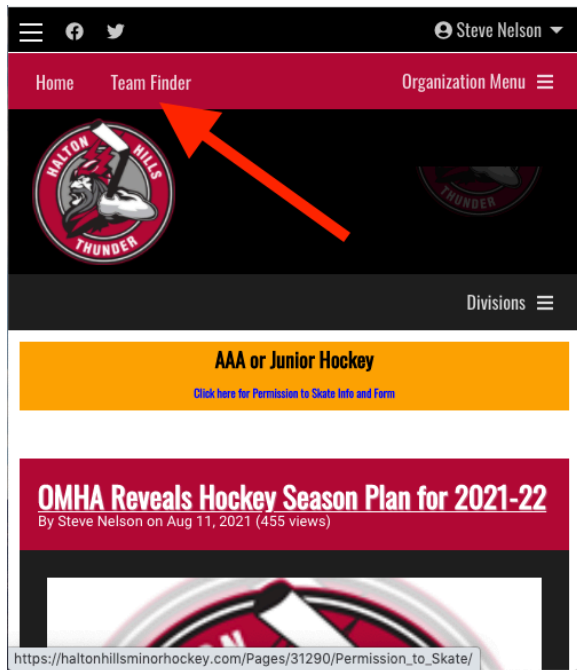 Steve Nelson
Home Team Finder Organization Menu
HALTON HILLS
THUNDER
THUNDER
Divisions
AAA or Junior Hockey
Click here for Permission to Skate Info and Form
OMHA Reveals Hockey Season Plan for 2021-22
By Steve Nelson on Aug 11, 2021 (455 views)
https://haltonhillsminorhockey.com/Pages/31290/Permission_to_Skate/